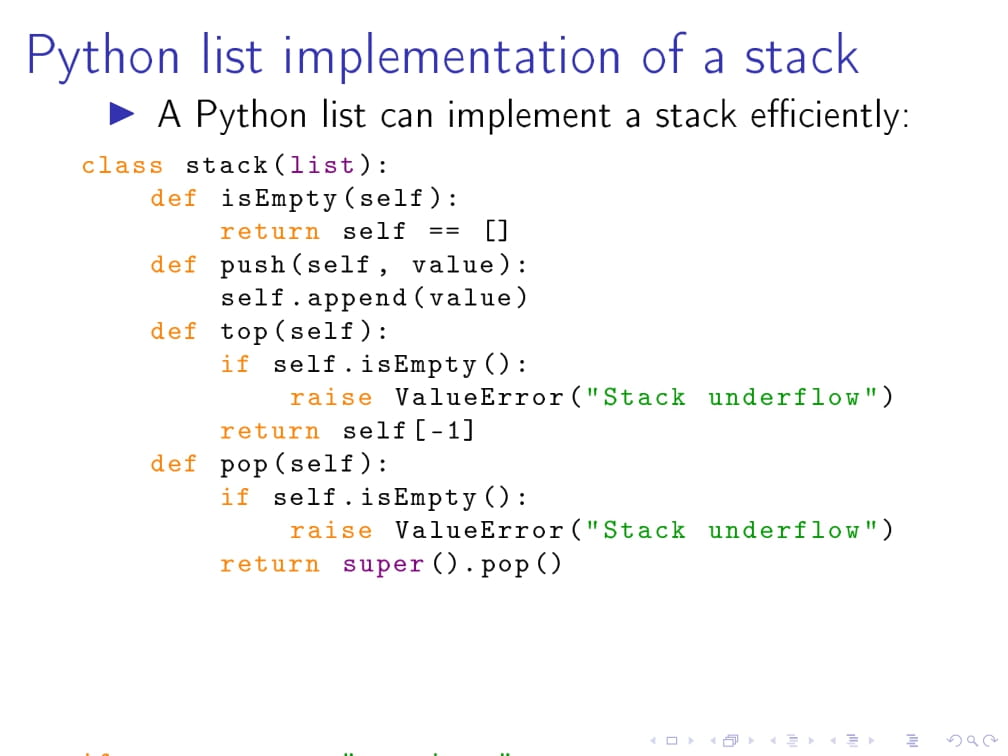 Python list implementation of a stack
▶ A Python list can implement a stack efficiently:
class stack(list):
    def isEmpty(self):
        return self == []
    def push(self, value):
        self.append(value)
    def top(self):
        if self.isEmpty():
            raise ValueError("Stack underflow")
        return self[-1]
    def pop(self):
        if self.isEmpty():
            raise ValueError("Stack underflow")
        return super().pop()